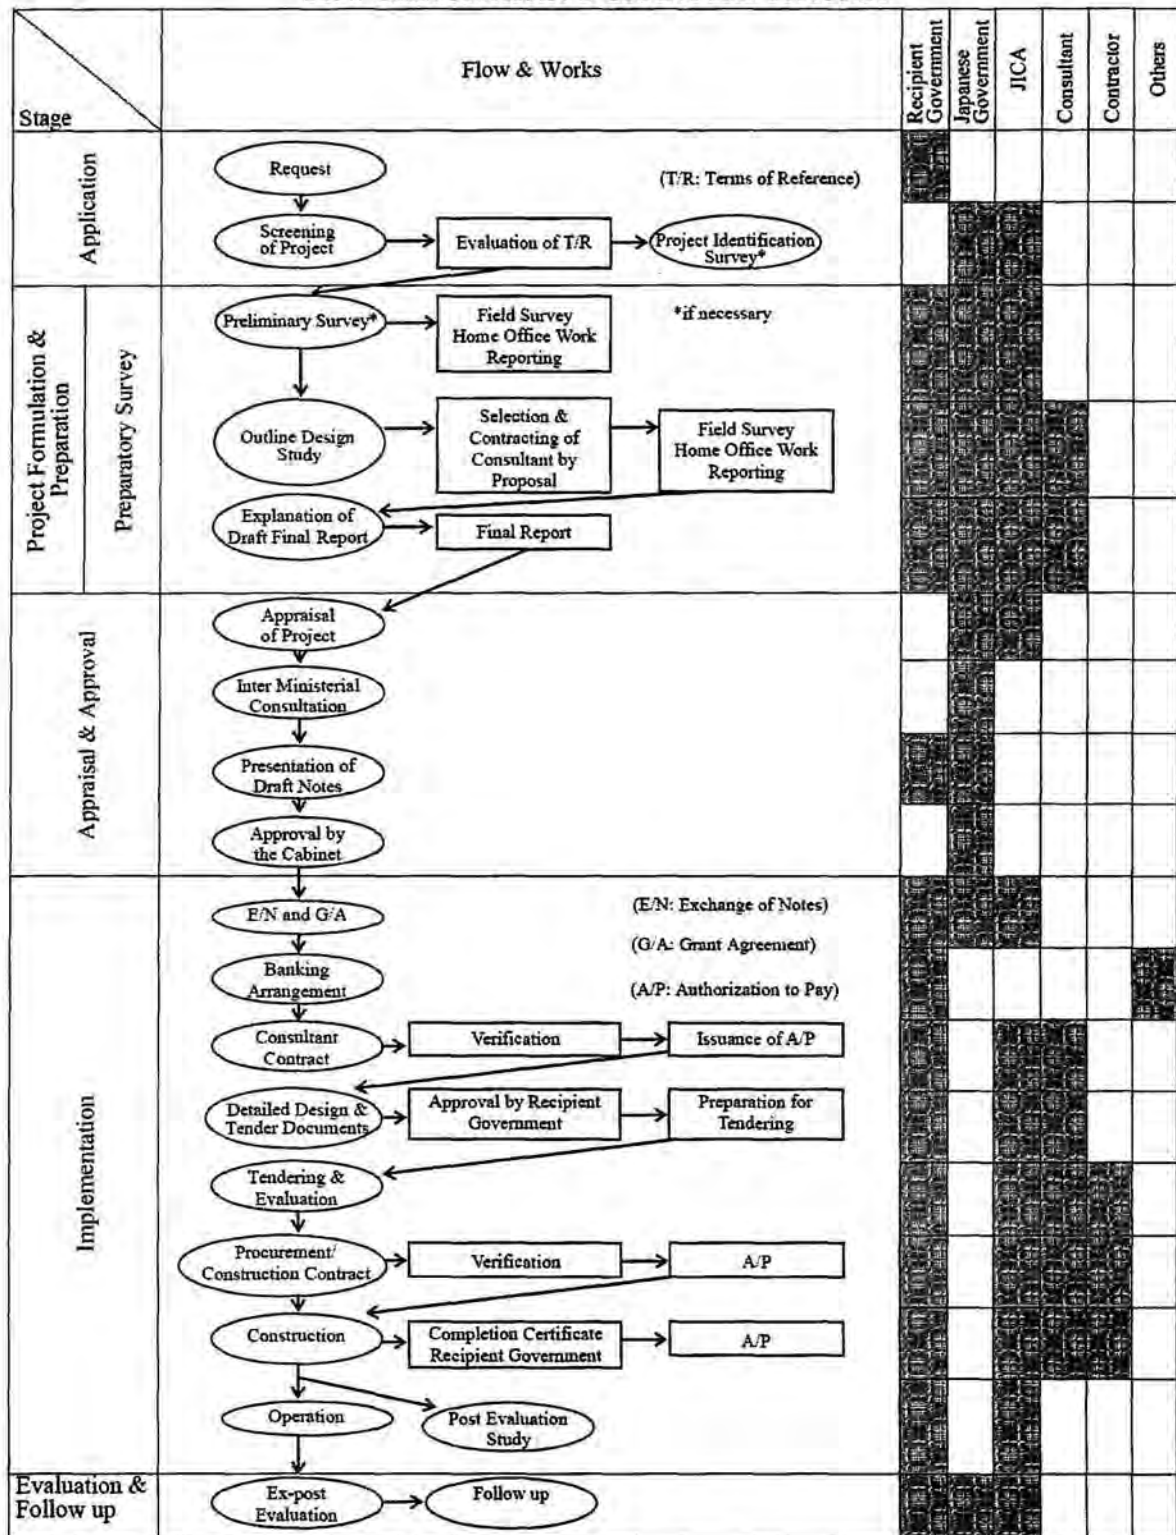 Stage
Flow & Works
Recipient
Government
Japanese
Government
JICA
Consultant
Contractor
Others
Application
Request
(T/R: Terms of Reference)
Screening
of Project
Evaluation of T/R
Project Identification
Survey*
Project Formulation &
Preparation
Preparatory Survey
Preliminary Survey*
Field Survey
Home Office Work
Reporting
*if necessary
Outline Design
Study
Selection &
Contracting of
Consultant by
Proposal
Field Survey
Home Office Work
Reporting
Explanation of
Draft Final Report
Final Report
Appraisal & Approval
Appraisal
of Project
Inter Ministerial
Consultation
Presentation of
Draft Notes
Approval by
the Cabinet
Implementation
E/N and G/A
(E/N: Exchange of Notes)
(G/A: Grant Agreement)
Banking
Arrangement
(A/P: Authorization to Pay)
Consultant
Contract
Verification
Issuance of A/P
Detailed Design &
Tender Documents
Approval by Recipient
Government
Preparation for
Tendering
Tendering &
Evaluation
Procurement/
Construction Contract
Verification
A/P
Construction
Completion Certificate
Recipient Government
A/P
Operation
Post Evaluation
Study
Evaluation &
Follow up
Ex-post
Evaluation
Follow up